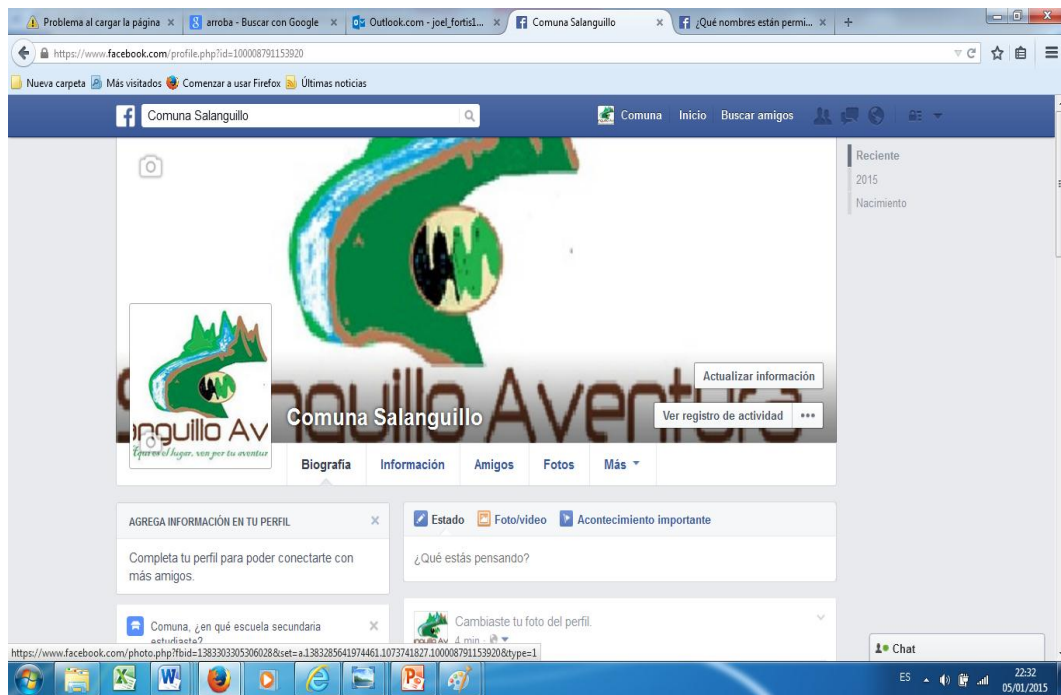 Problema al cargar la página
arroba - Buscar con Google
Outlook.com - joel_fortis1...
Comuna Salanguillo
¿Qué nombres están permi...
https://www.facebook.com/profile.php?id=100008791153920
Nueva carpeta Más visitados Comenzar a usar Firefox Últimas noticias
Comuna Salanguillo
Comuna Inicio Buscar amigos
Reciente
2015
Nacimiento
Actualizar información
Ver registro de actividad
Comuna Salanguillo
anguillo Aventura
anguillo Av
Biografía Información Amigos Fotos Más
AGREGA INFORMACIÓN EN TU PERFIL
Completa tu perfil para poder conectarte con
más amigos.
Comuna, ¿en qué escuela secundaria
estudiaste?
Estado Foto/video Acontecimiento importante
¿Qué estás pensando?
Cambiaste tu foto del perfil.
4 min
Chat
https://www.facebook.com/photo.php?fbid=1383303305306028&set=a.1383285641974461.1073741827.100008791153920&type=1
ES
22:32
05/01/2015